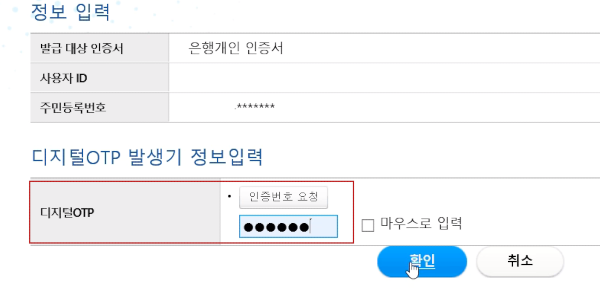 정보 입력
발급 대상 인증서 은행개인 인증서
사용자 ID
주민등록번호 .*******
디지털OTP 발생기 정보입력
디지털OTP • 인증번호 요청
●●●●●● 마우스로 입력
확인 취소